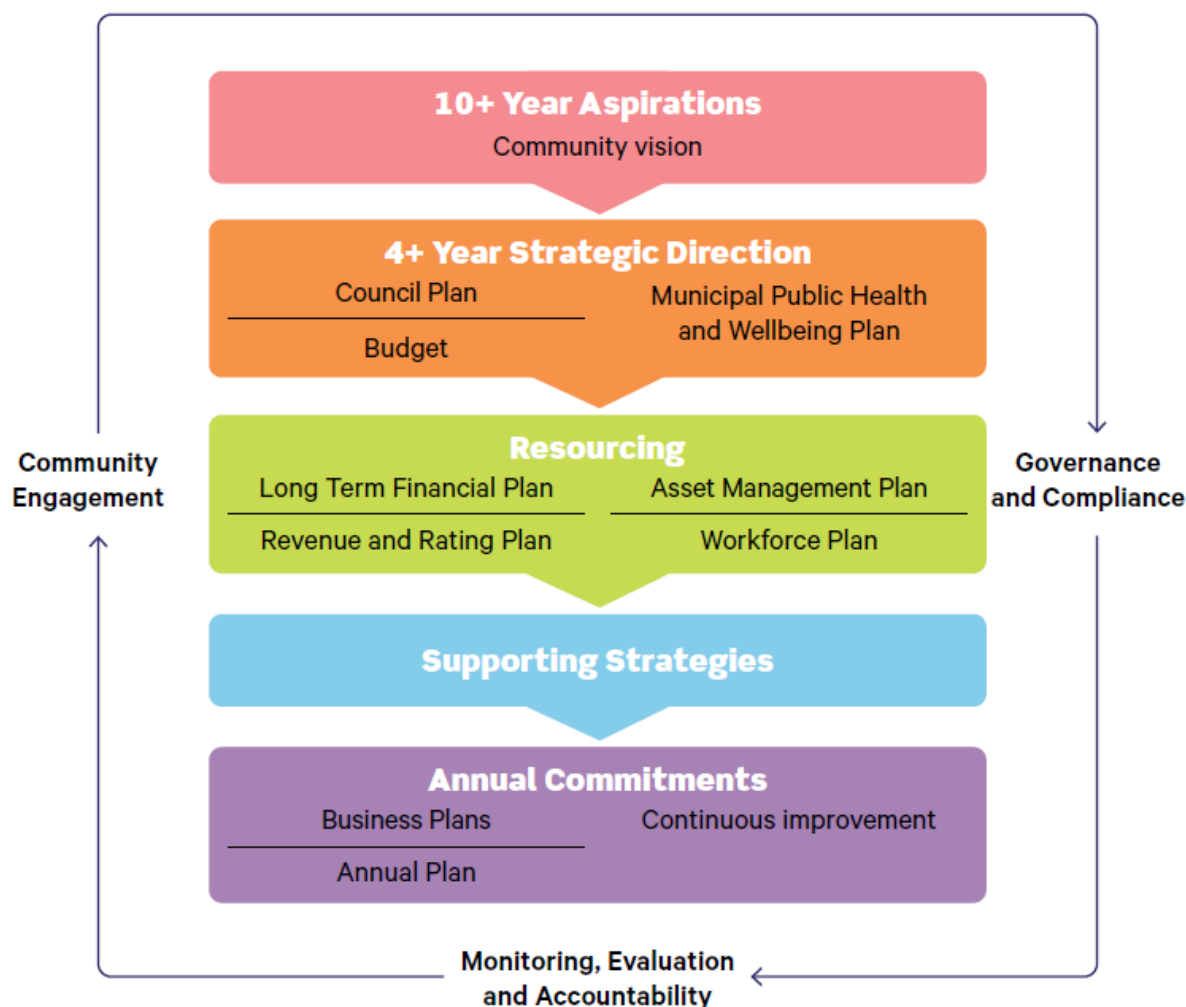 10+ Year Aspirations
Community vision
4+ Year Strategic Direction
Council Plan
Budget
Municipal Public Health
and Wellbeing Plan
Resourcing
Long Term Financial Plan
Revenue and Rating Plan
Asset Management Plan
Workforce Plan
Community
Engagement
Governance
and Compliance
Supporting Strategies
Annual Commitments
Business Plans
Annual Plan
Continuous improvement
Monitoring, Evaluation
and Accountability